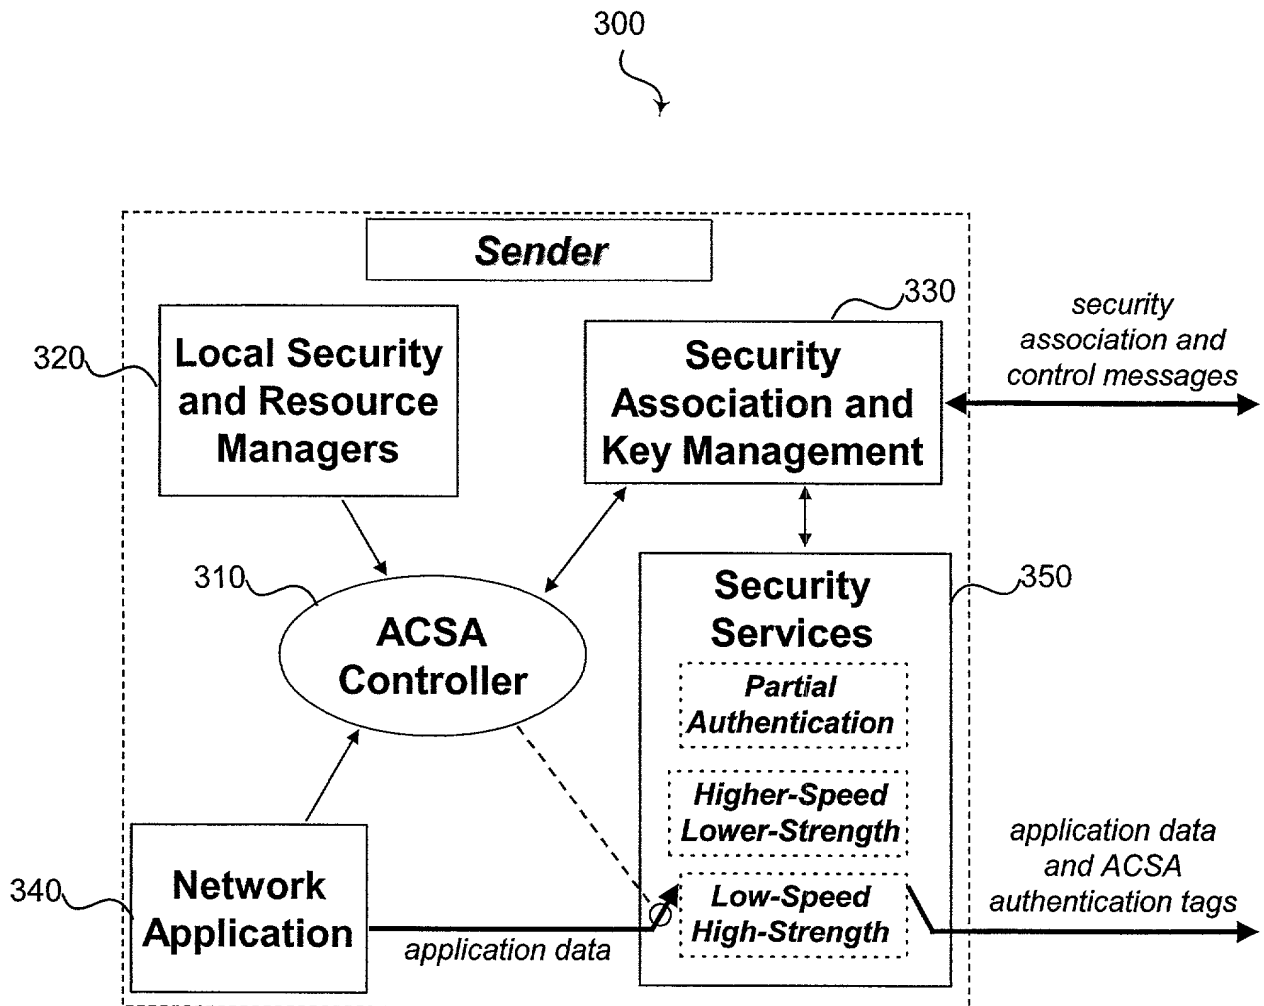 300
Sender
320
Local Security
and Resource
Managers
330
Security
Association and
Key Management
security
association and
control messages
310
ACSA
Controller
350
Security
Services
Partial
Authentication
Higher-Speed
Lower-Strength
Low-Speed
High-Strength
340
Network
Application
application data
application data
and ACSA
authentication tags